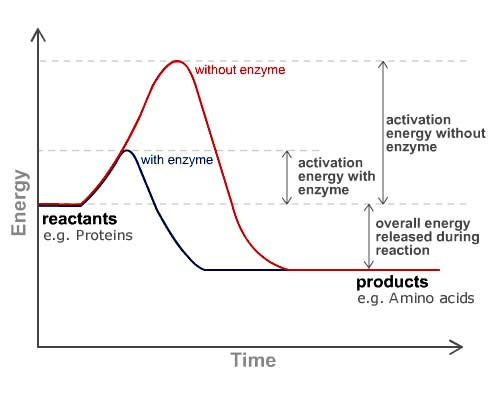 without enzyme
with enzyme
activation
energy without
enzyme
activation
energy with
enzyme
Energy
reactants
e.g. Proteins
overall energy
released during
reaction
products
e.g. Amino acids
Time